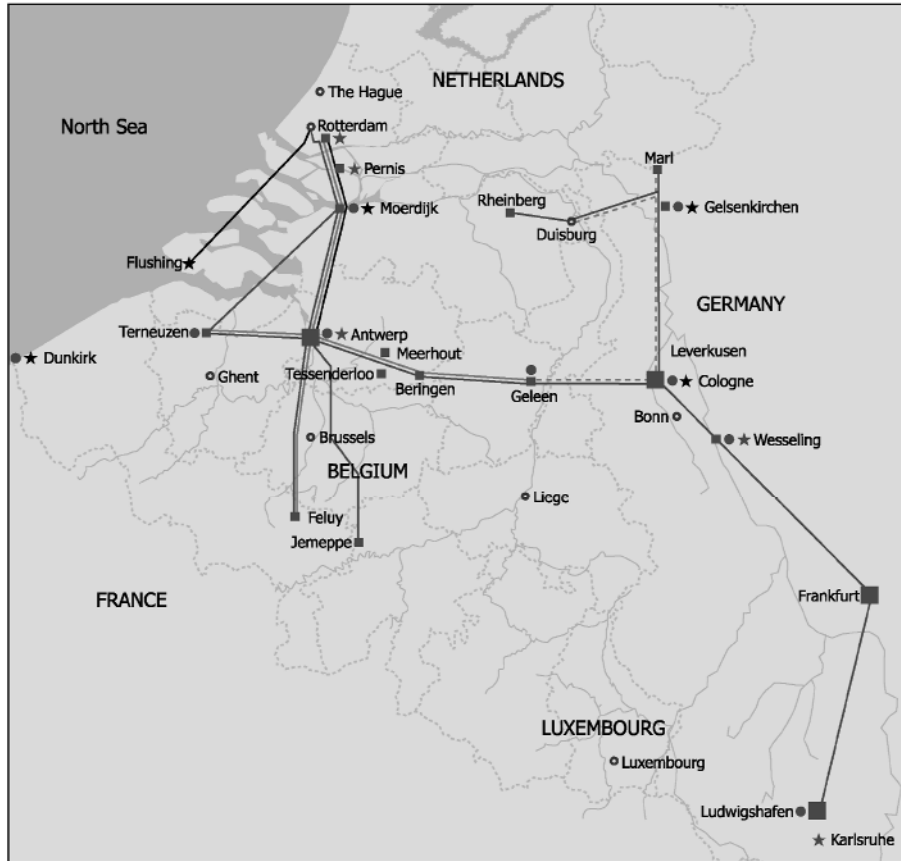 NETHERLANDS
The Hague
North Sea
Rotterdam
Marl
Pernis
Rheinberg
Moerdijk
Gelsenkirchen
Duisburg
Flushing
GERMANY
Terneuzen
Antwerp
Leverkusen
Dunkirk
Meerhout
Ghent
Tessenderloo
Beringen
Geleen
Cologne
Bonn
Brussels
Wesseling
BELGIUM
Licgc
Feluy
Jemeppe
FRANCE
Frankfurt
LUXEMBOURG
Luxembourg
Ludwigshafen
Karlsruhe